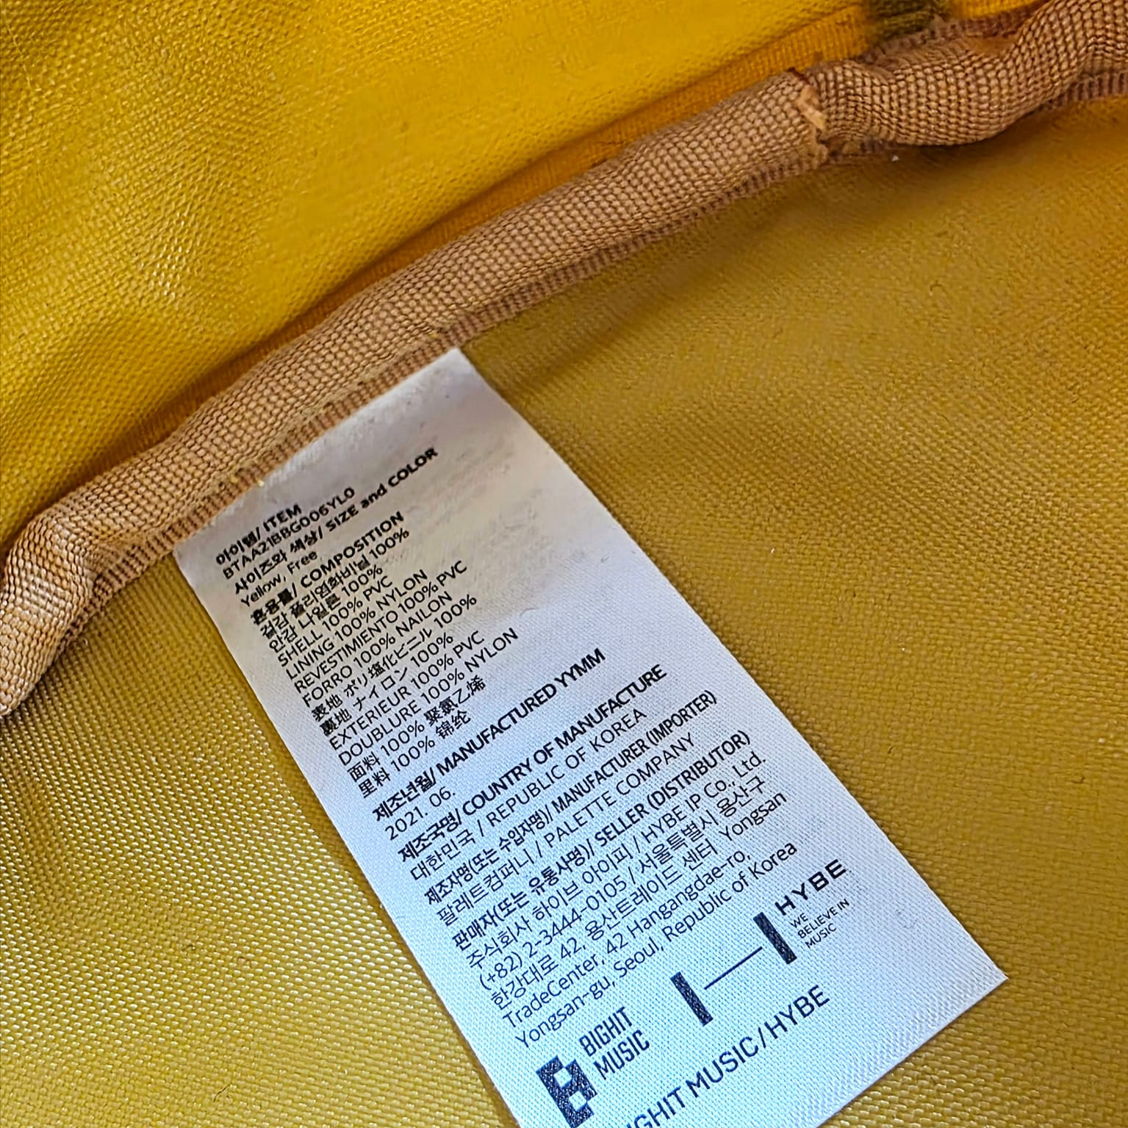 아이템/ ITEM
BTAA21BBG006YL0
사이즈와 색상/ SIZE and COLOR
Yellow, Free
혼용률/ COMPOSITION
겉감 폴리염화비닐 100%
안감 나일론 100%
SHELL 100% PVC
LINING 100% NYLON
REVESTIMIENTO 100% PVC
FORRO 100% NAILON
表地 ポリ塩化ビニル 100%
裏地 ナイロン 100%
EXTERIEUR 100% PVC
DOUBLURE 100% NYLON
面料 100% 聚氯乙烯
里料 100% 锦纶
제조년월/ MANUFACTURED YYMM
2021. 06.
제조국명/ COUNTRY OF MANUFACTURE
대한민국 / REPUBLIC OF KOREA
제조자명(또는 수입자명)/ MANUFACTURER (IMPORTER)
팔레트컴퍼니 / PALETTE COMPANY
판매자(또는 유통사명)/ SELLER (DISTRIBUTOR)
주식회사 하이브 아이피 / HYBE IP Co., Ltd.
(+82) 2-3444-0105 / 서울특별시 용산구
한강대로 42, 용산트레이드 센터 Yongsan
TradeCenter, 42 Hangangdae-ro,
Yongsan-gu, Seoul, Republic of Korea
BIGHIT
MUSIC
HYBE
WE
BELIEVE IN
MUSIC
BIGHIT MUSIC / HYBE